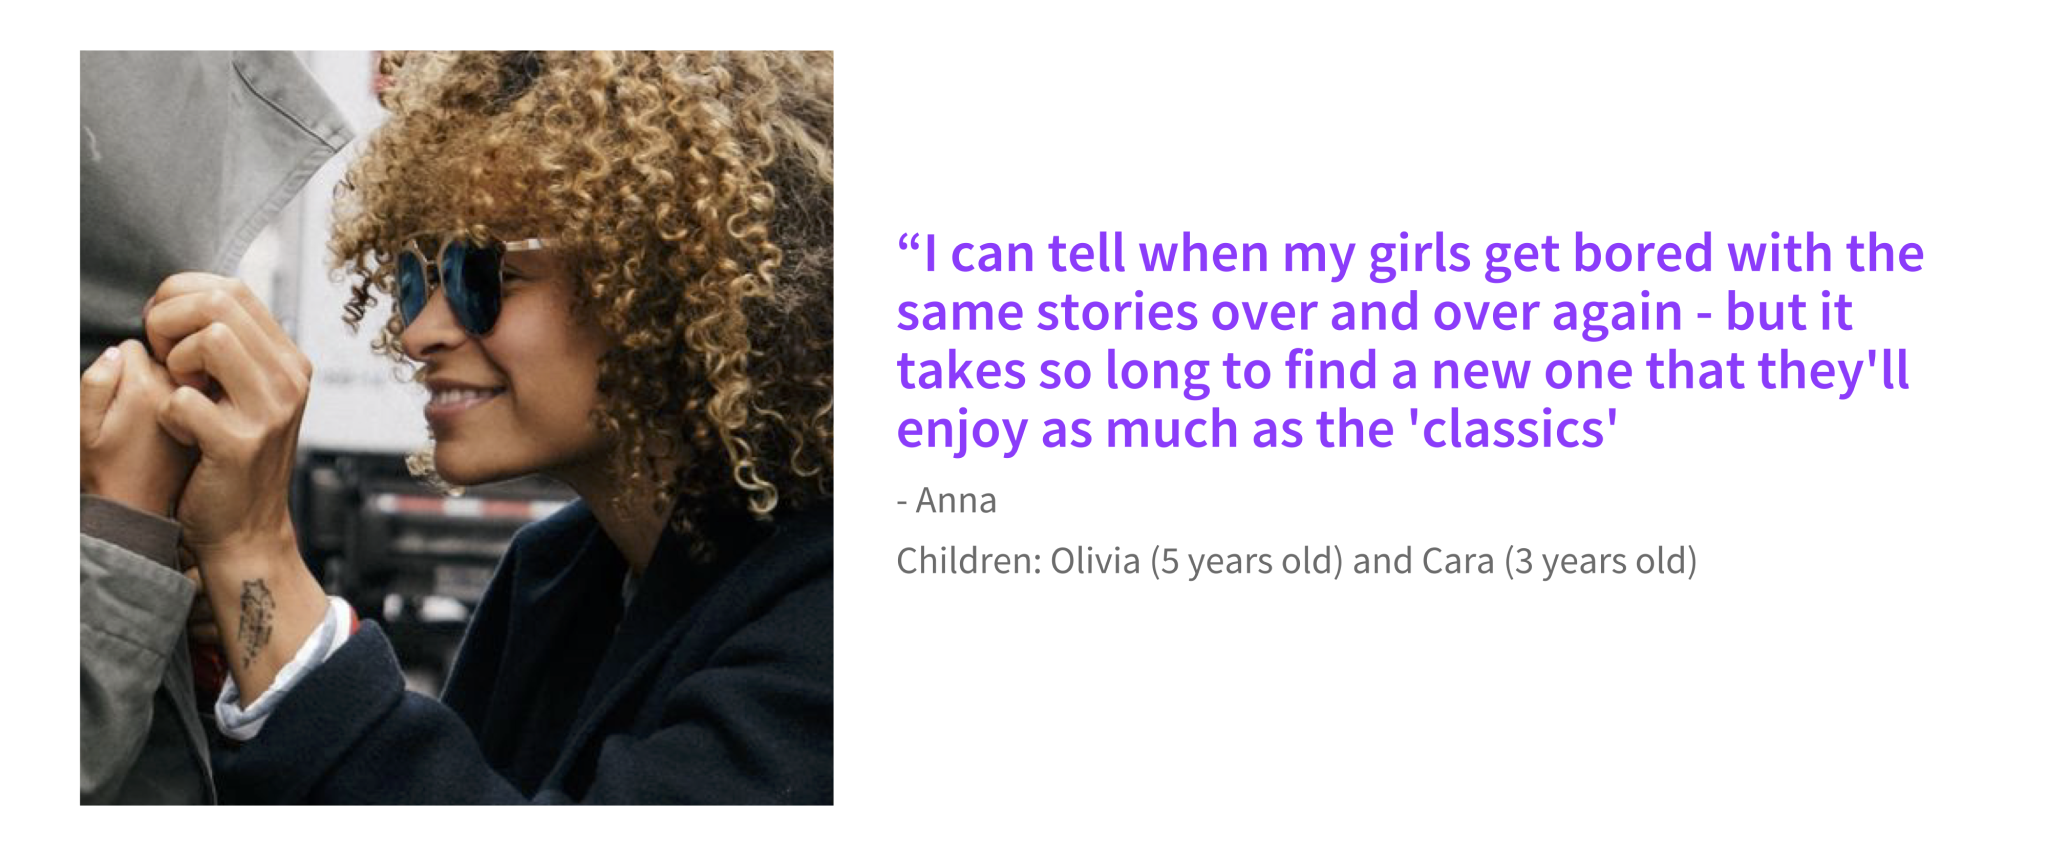 “I can tell when my girls get bored with the
same stories over and over again - but it
takes so long to find a new one that they'll
enjoy as much as the 'classics'
- Anna
Children: Olivia (5 years old) and Cara (3 years old)